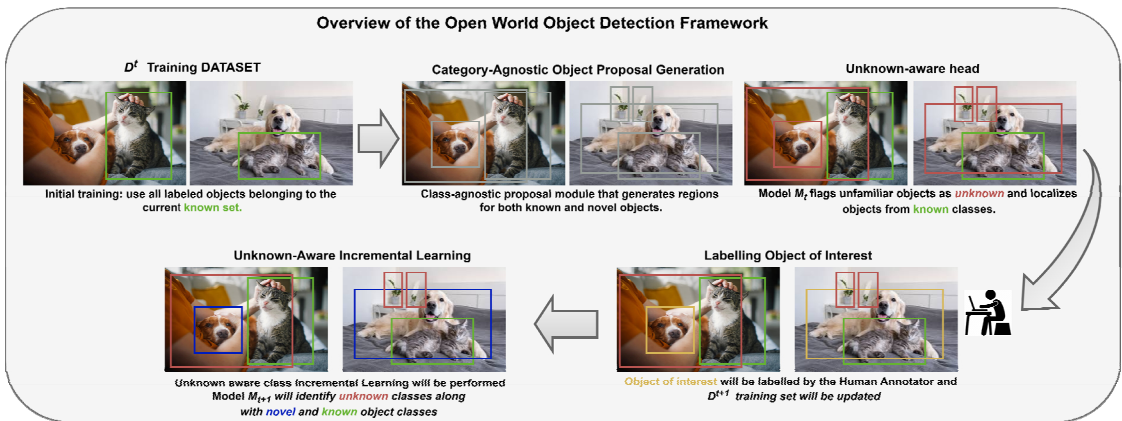 Overview of the Open World Object Detection Framework
D^t Training DATASET
Initial training: use all labeled objects belonging to the
current known set.
Category-Agnostic Object Proposal Generation
Class-agnostic proposal module that generates regions
for both known and novel objects.
Unknown-aware head
Model M_t flags unfamiliar objects as unknown and localizes
objects from known classes.
Unknown-Aware Incremental Learning
Unknown aware class Incremental Learning will be performed
Model M_{t+1} will identify unknown classes along
with novel and known object classes
Labelling Object of Interest
Object of interest will be labelled by the Human Annotator and
D^{t+1} training set will be updated